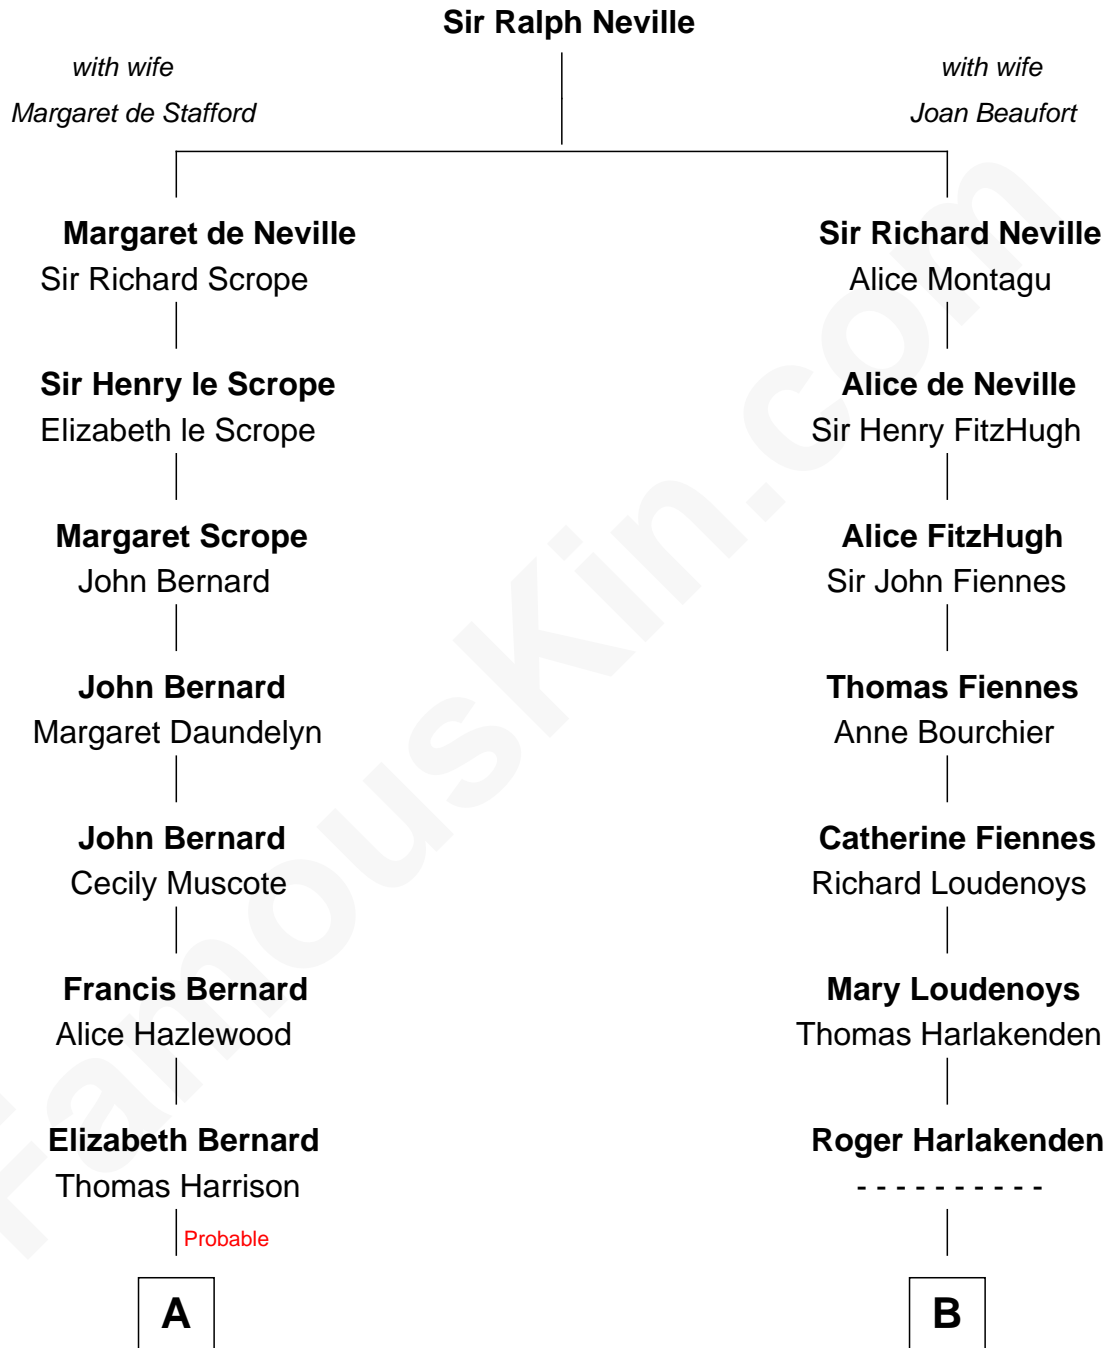 Sir Ralph Neville
with wife
Margaret de Stafford
with wife
Joan Beaufort
Margaret de Neville
Sir Richard Scrope
Sir Richard Neville
Alice Montagu
Sir Henry le Scrope
Elizabeth le Scrope
Alice de Neville
Sir Henry FitzHugh
Margaret Scrope
John Bernard
Alice FitzHugh
Sir John Fiennes
John Bernard
Margaret Daundelyn
Thomas Fiennes
Anne Bourchier
John Bernard
Cecily Muscote
Catherine Fiennes
Richard Loudenoys
Francis Bernard
Alice Hazlewood
Mary Loudenoys
Thomas Harlakenden
Elizabeth Bernard
Thomas Harrison
Roger Harlakenden
- - - - - - - - - -
Probable
A
B
FamousKin.com